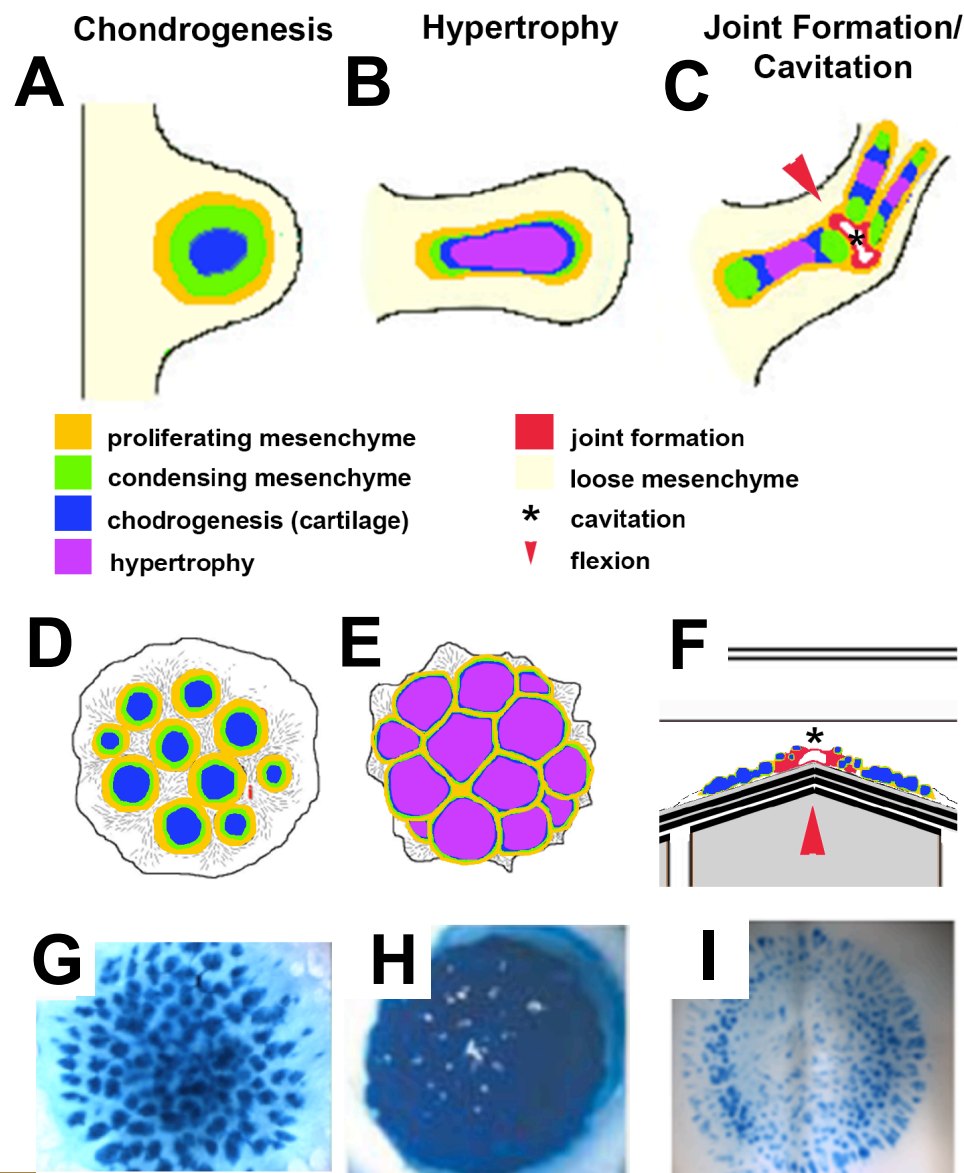 Chondrogenesis
Hypertrophy
Joint Formation/
Cavitation
A
B
C
*
proliferating mesenchyme
condensing mesenchyme
chodrogenesis (cartilage)
hypertrophy
joint formation
loose mesenchyme
* cavitation
flexion
D
E
F
*
G
H
I